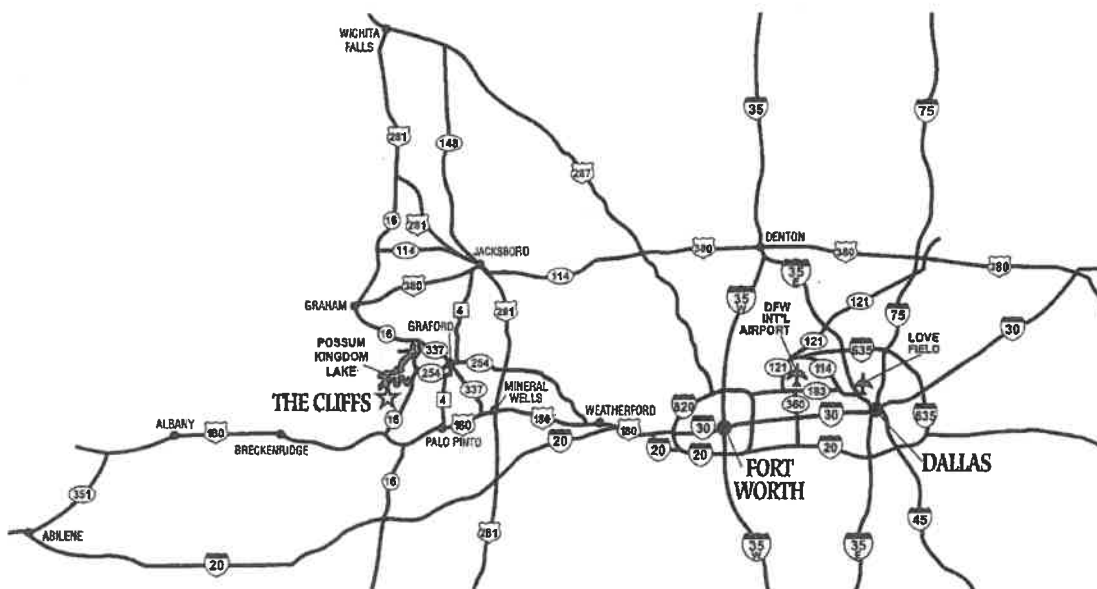 WICHITA
FALLS
35
75
281
148
287
16
281
114
JACKSBORO
DENTON
380
380
380
114
35
E
121
380
GRAHAM
4
281
35
W
DFW
INT'L
AIRPORT
75
30
16
GRAFORD
337
254
254
337
POSSUM
KINGDOM
LAKE
121
635
LOVE
FIELD
121
114
183
360
THE CLIFFS
16
4
MINERAL
WELLS
180
180
WEATHERFORD
820
30
30
635
ALBANY
180
BRECKENRIDGE
PALO PINTO
20
180
20
20
20
DALLAS
FORT
WORTH
351
16
ABILENE
20
281
35
W
35
E
45